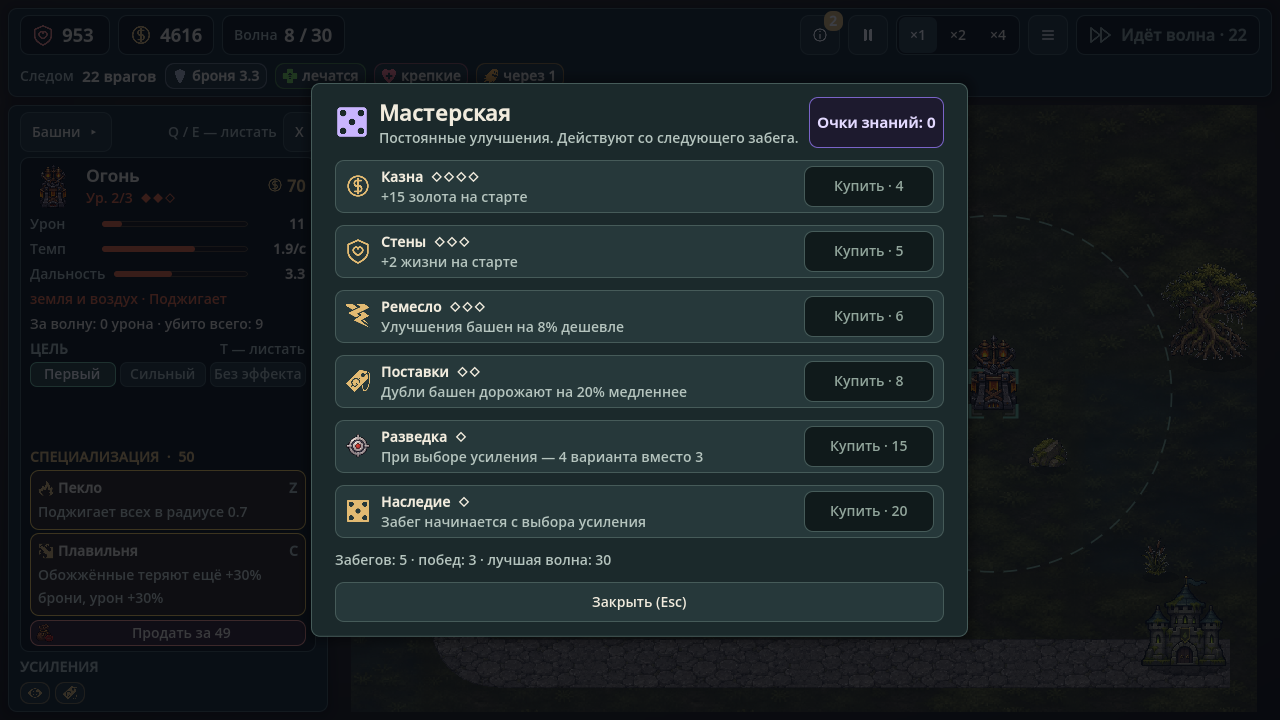 953
4616
Волна 8 / 30
2
×1
×2
×4
Идёт волна · 22
Следом 22 врагов
броня 3.3
лечатся
крепкие
через 1
Башни
Q / E — листать
X
Огонь
Ур. 2/3
70
Урон 11
Темп 1.9/с
Дальность 3.3
земля и воздух · Поджигает
За волну: 0 урона · убито всего: 9
ЦЕЛЬ
T — листать
Первый
Сильный
Без эффекта
СПЕЦИАЛИЗАЦИЯ · 50
Пекло Z
Поджигает всех в радиусе 0.7
Плавильня C
Обожжённые теряют ещё +30%
брони, урон +30%
Продать за 49
УСИЛЕНИЯ
Мастерская
Постоянные улучшения. Действуют со следующего забега.
Очки знаний: 0
Казна
+15 золота на старте
Купить · 4
Стены
+2 жизни на старте
Купить · 5
Ремесло
Улучшения башен на 8% дешевле
Купить · 6
Поставки
Дубли башен дорожают на 20% медленнее
Купить · 8
Разведка
При выборе усиления — 4 варианта вместо 3
Купить · 15
Наследие
Забег начинается с выбора усиления
Купить · 20
Забегов: 5 · побед: 3 · лучшая волна: 30
Закрыть (Esc)